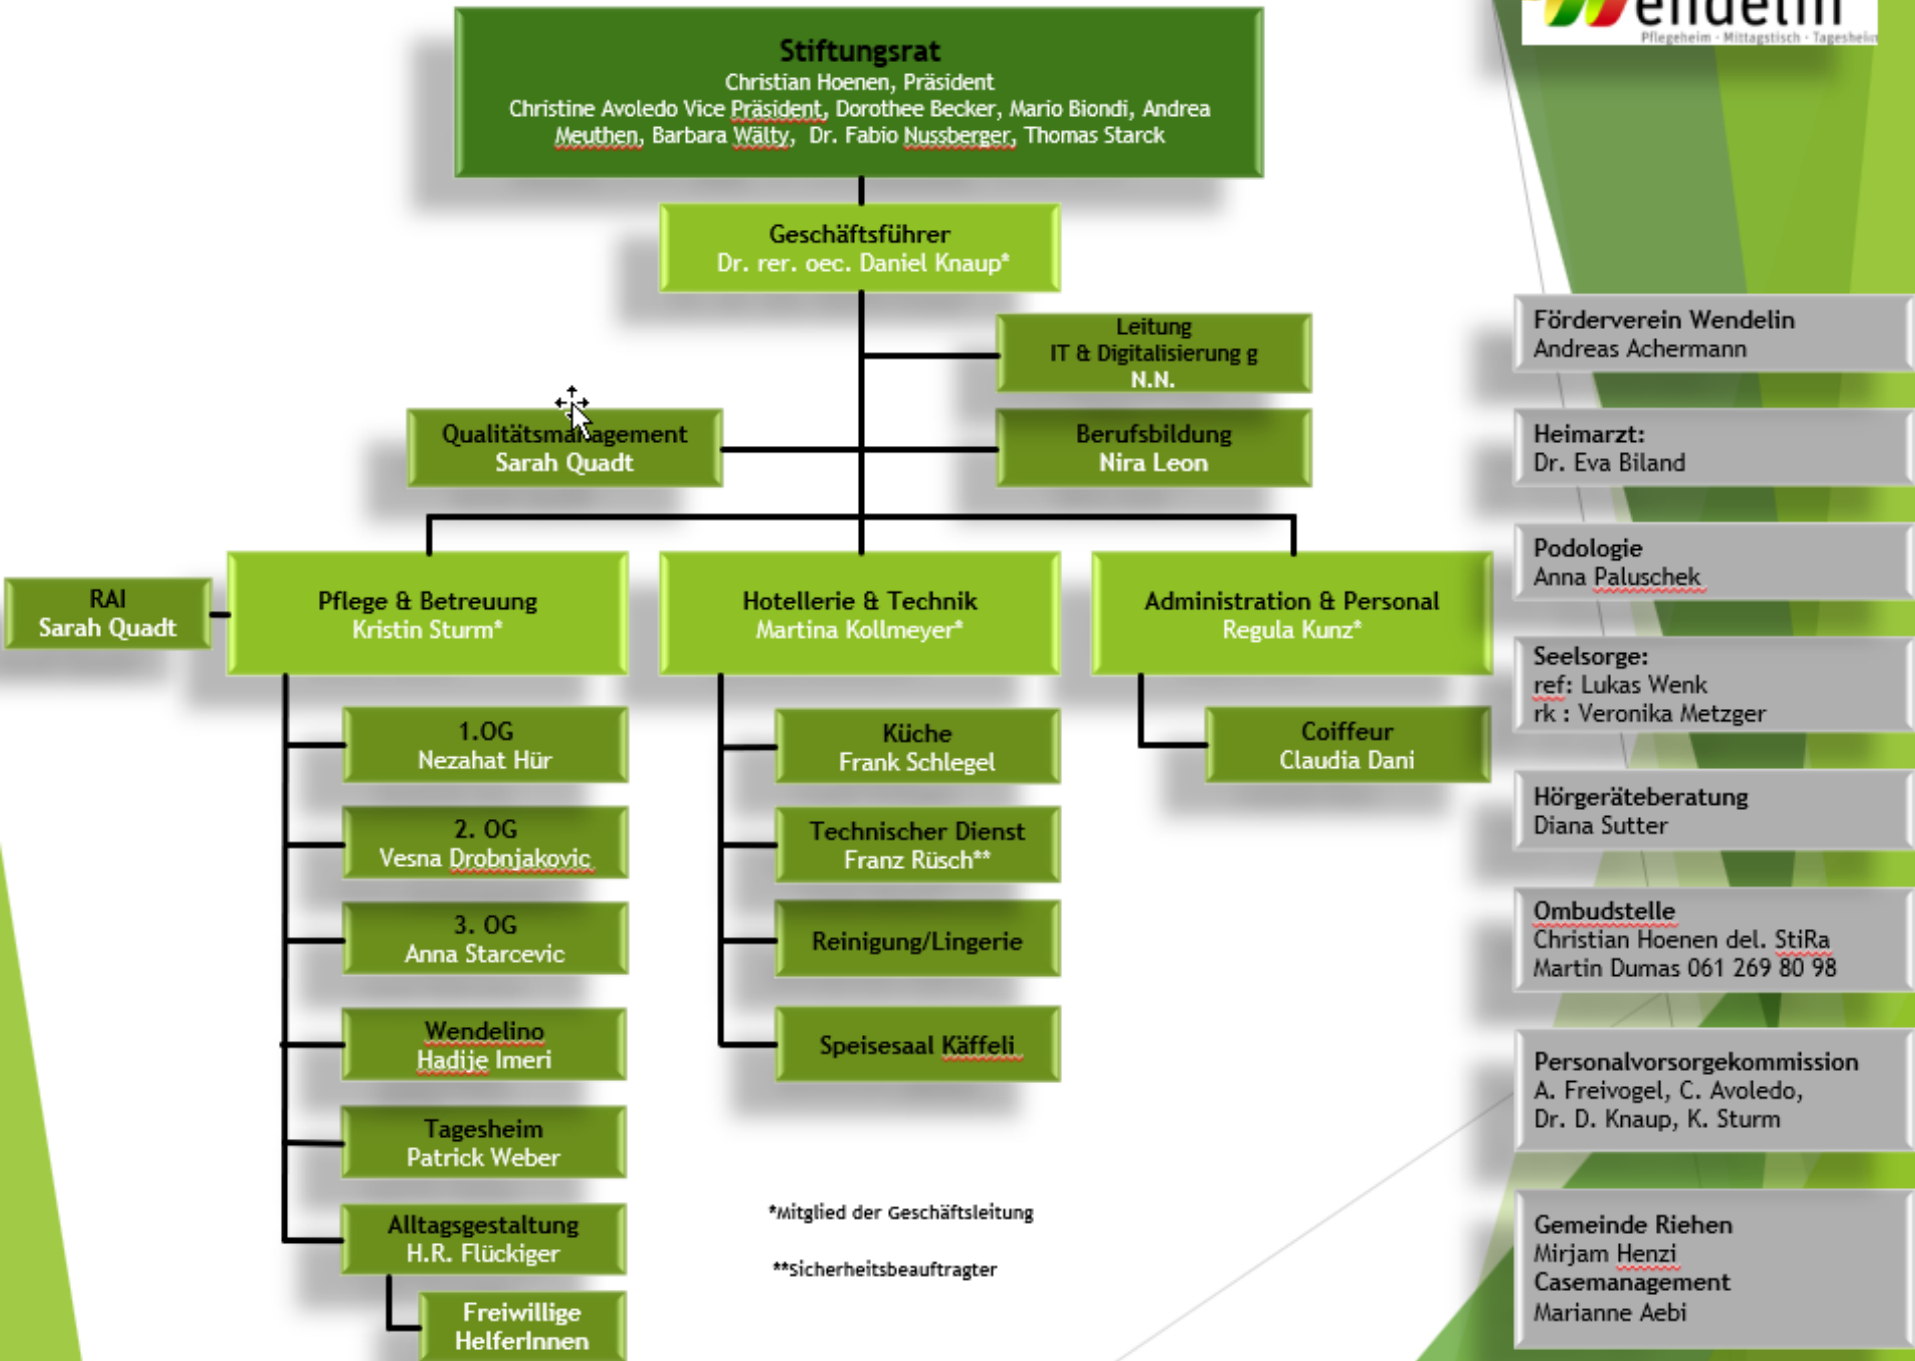 endelin
Pflegeheim - Mittagstisch - Tagesheim
Stiftungsrat
Christian Hoenen, Präsident
Christine Avoledo Vice Präsident, Dorothee Becker, Mario Biondi, Andrea
Meuthen, Barbara Wälty, Dr. Fabio Nussberger, Thomas Starck
Geschäftsführer
Dr. rer. oec. Daniel Knaup*
Leitung
IT & Digitalisierung g
N.N.
Qualitätsmanagement
Sarah Quadt
Berufsbildung
Nira Leon
RAI
Sarah Quadt
Pflege & Betreuung
Kristin Sturm*
Hotellerie & Technik
Martina Kollmeyer*
Administration & Personal
Regula Kunz*
1.OG
Nezahat Hür
2. OG
Vesna Drobnjakovic
3. OG
Anna Starcevic
Wendelino
Hadije Imeri
Tagesheim
Patrick Weber
Alltagsgestaltung
H.R. Flückiger
Freiwillige
HelferInnen
Küche
Frank Schlegel
Technischer Dienst
Franz Rüsch**
Reinigung/Lingerie
Speisesaal Käffeli
Coiffeur
Claudia Dani
*Mitglied der Geschäftsleitung
**Sicherheitsbeauftragter
Förderverein Wendelin
Andreas Achermann
Heimarzt:
Dr. Eva Biland
Podologie
Anna Paluschek
Seelsorge:
ref: Lukas Wenk
rk : Veronika Metzger
Hörgeräteberatung
Diana Sutter
Ombudstelle
Christian Hoenen del. StiRa
Martin Dumas 061 269 80 98
Personalvorsorgekommission
A. Freivogel, C. Avoledo,
Dr. D. Knaup, K. Sturm
Gemeinde Riehen
Mirjam Henzi
Casemanagement
Marianne Aebi